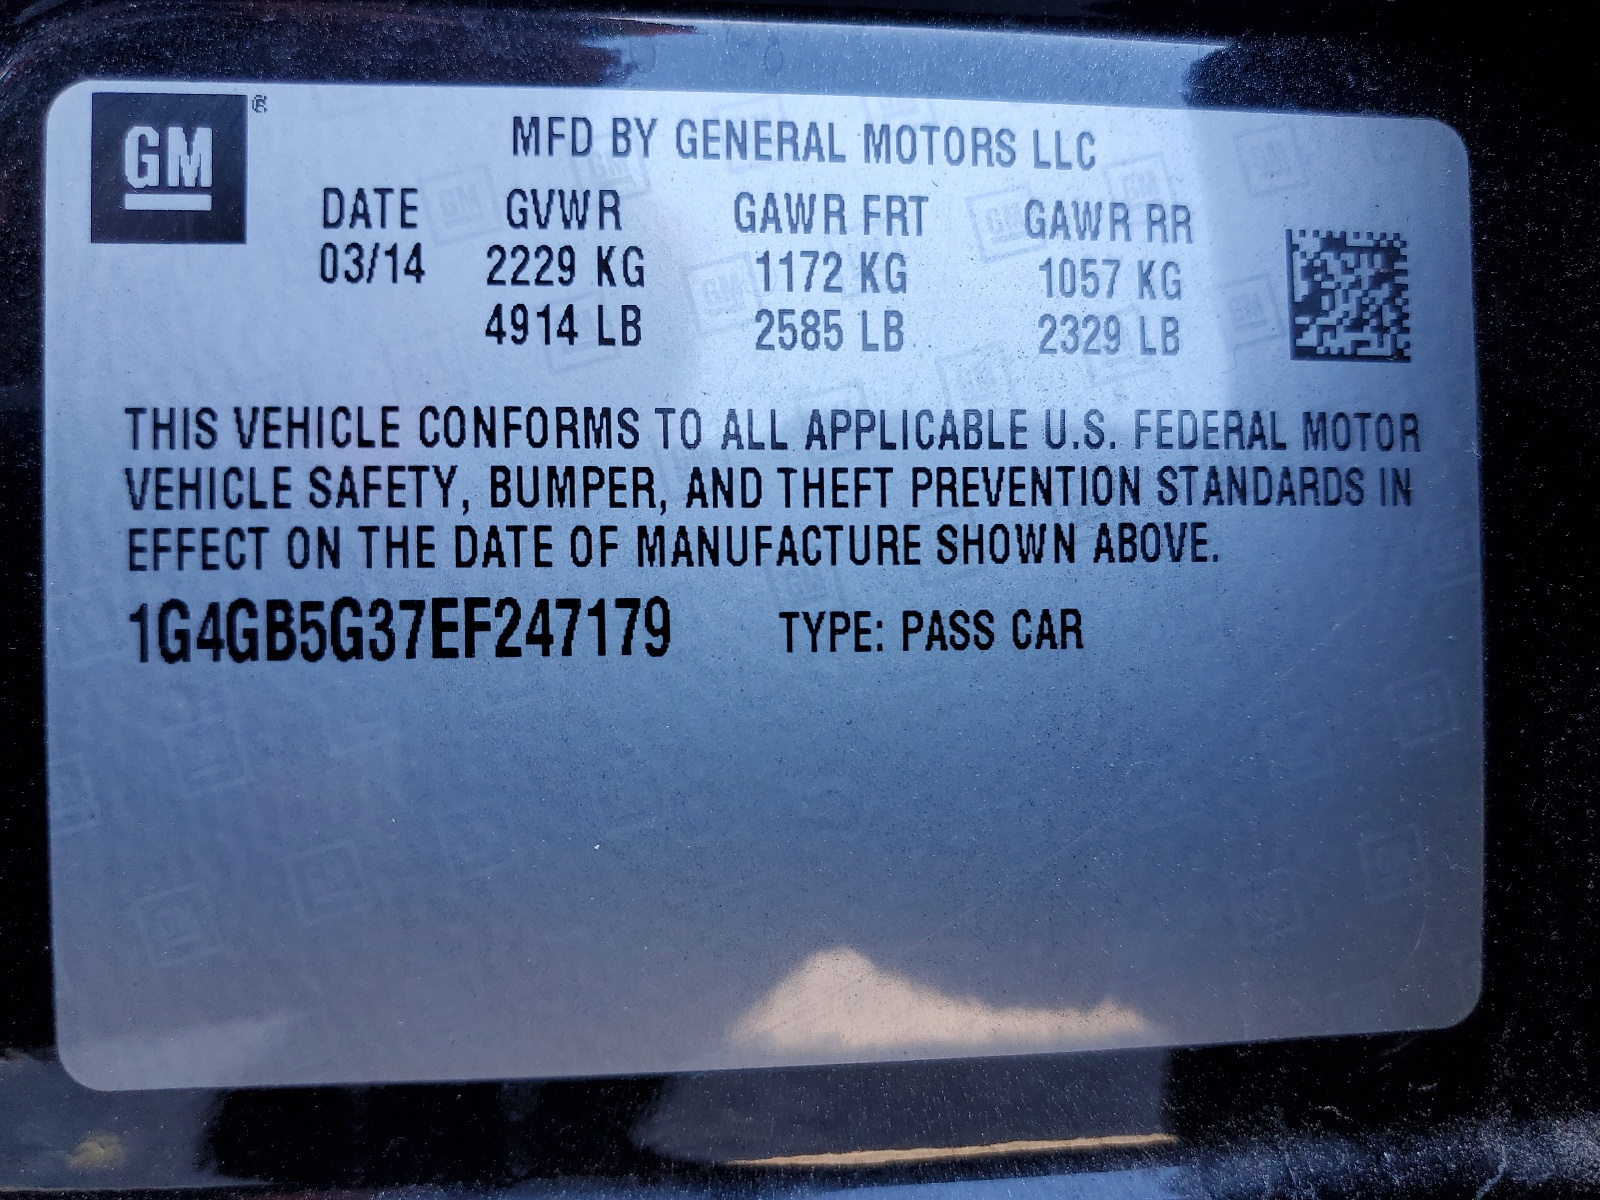 GM ®
MFD BY GENERAL MOTORS LLC
DATE GVWR GAWR FRT GAWR RR
03/14 2229 KG 1172 KG 1057 KG
4914 LB 2585 LB 2329 LB
THIS VEHICLE CONFORMS TO ALL APPLICABLE U.S. FEDERAL MOTOR
VEHICLE SAFETY, BUMPER, AND THEFT PREVENTION STANDARDS IN
EFFECT ON THE DATE OF MANUFACTURE SHOWN ABOVE.
1G4GB5G37EF247179 TYPE: PASS CAR